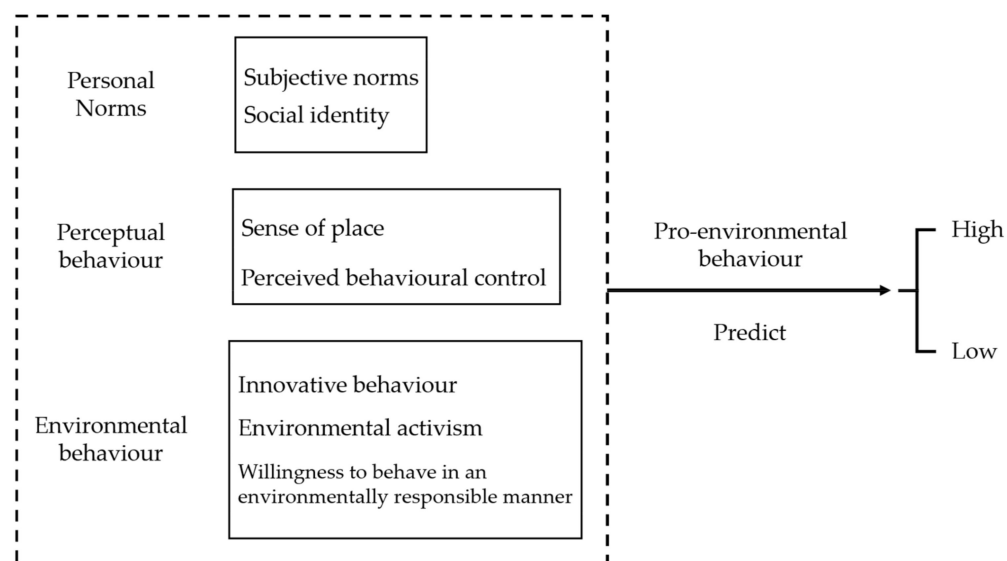 Personal
Norms
Subjective norms
Social identity
Perceptual
behaviour
Sense of place
Perceived behavioural control
Environmental
behaviour
Innovative behaviour
Environmental activism
Willingness to behave in an
environmentally responsible manner
Pro-environmental
behaviour
Predict
High
Low